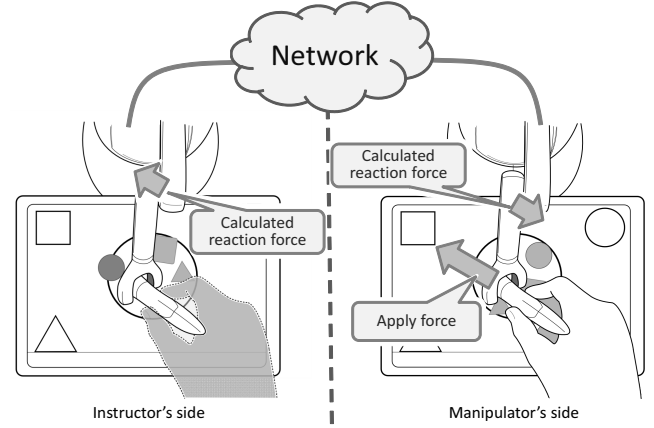 Network
Calculated
reaction force
Calculated
reaction force
Apply force
Instructor's side
Manipulator's side